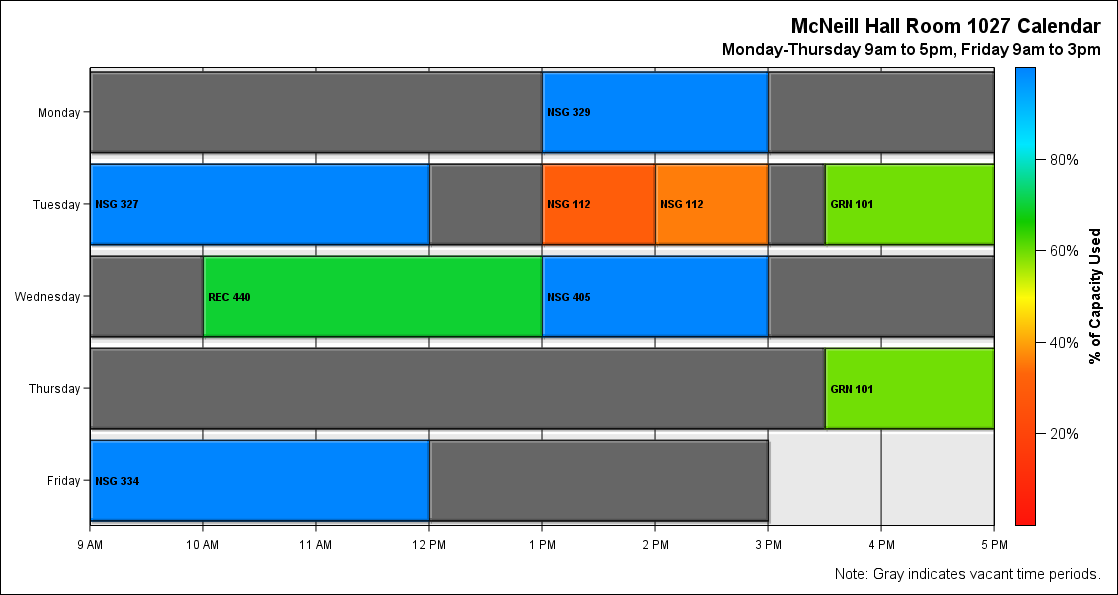 McNeill Hall Room 1027 Calendar
Monday-Thursday 9am to 5pm, Friday 9am to 3pm
Monday
NSG 329
Tuesday
NSG 327
NSG 112
NSG 112
GRN 101
Wednesday
REC 440
NSG 405
Thursday
GRN 101
Friday
NSG 334
9 AM
10 AM
11 AM
12 PM
1 PM
2 PM
3 PM
4 PM
5 PM
80%
60%
40%
20%
% of Capacity Used
Note: Gray indicates vacant time periods.